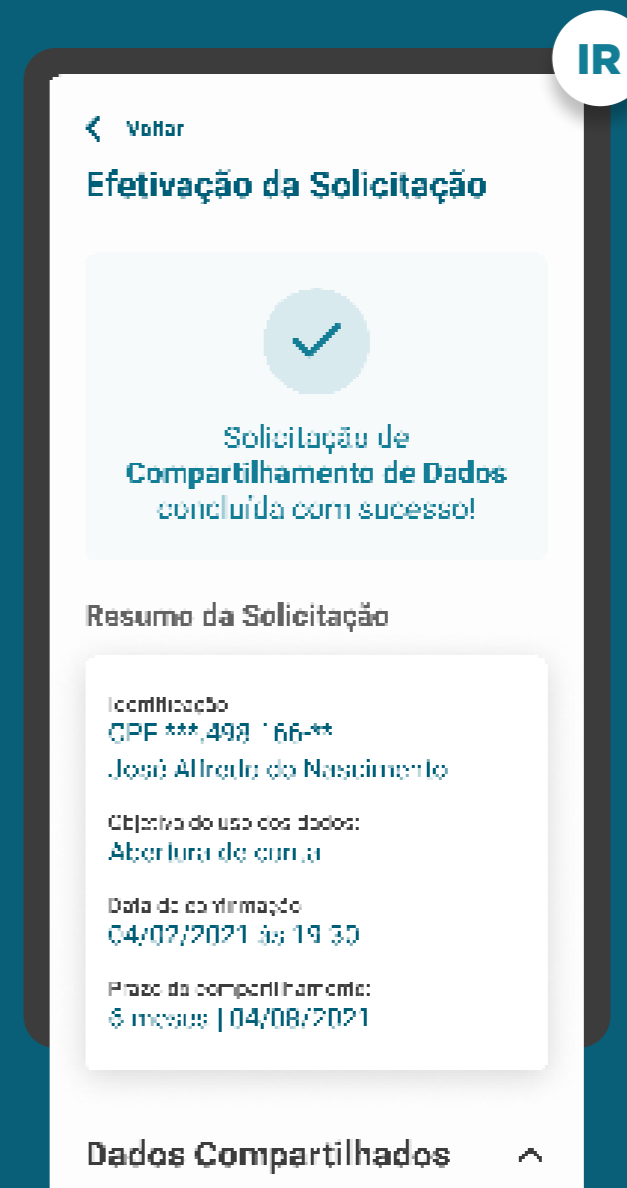 IR
Voltar
Efetivação da Solicitação
Solicitação de
Compartilhamento de Dados
concluída com sucesso!
Resumo da Solicitação
Identificação
CPF ***.498.166-**
José Alfredo do Nascimento
Objetivo do uso dos dados:
Abertura de conta
Data de confirmação
04/02/2021 às 19:30
Prazo de compartilhamento:
6 meses | 04/08/2021
Dados Compartilhados